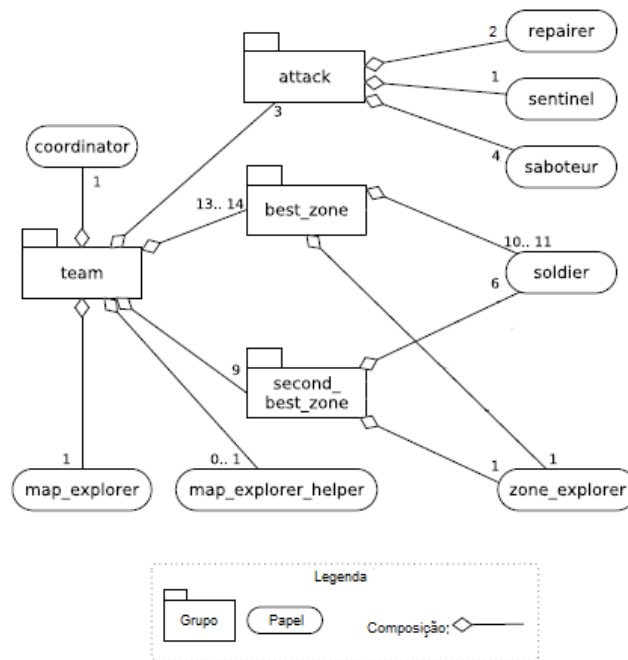 2
repairer
attack
1
sentinel
3
4
saboteur
coordinator
1
13.. 14
best_zone
10.. 11
soldier
team
6
9
second_
best_zone
1
0.. 1
1
1
map_explorer
map_explorer_helper
zone_explorer
Legenda
Grupo
Papel
Composição: